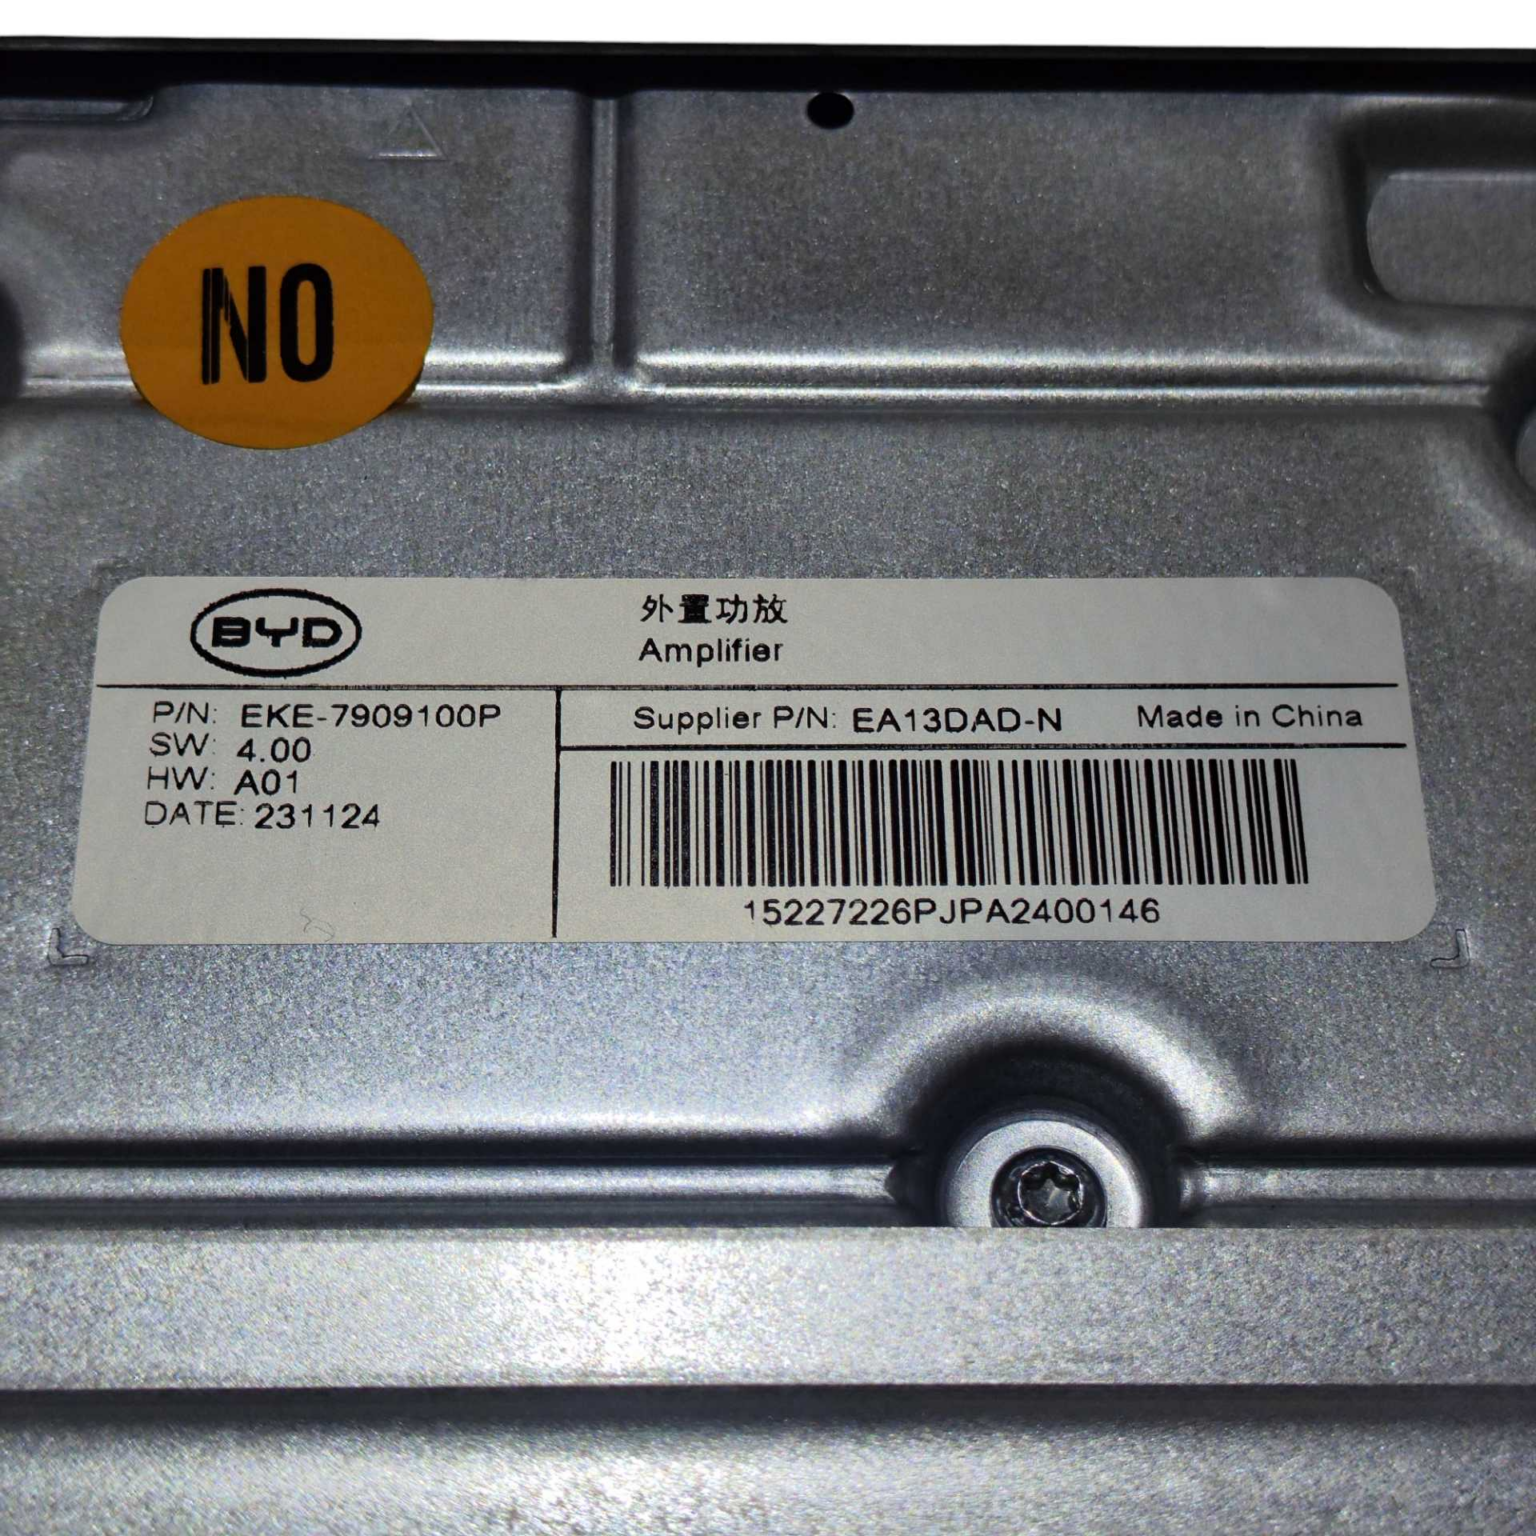 NO
BYD
外置功放
Amplifier
P/N: EKE-7909100P
SW: 4.00
HW: A01
DATE: 231124
Supplier P/N: EA13DAD-N Made in China
15227226PJPA2400146